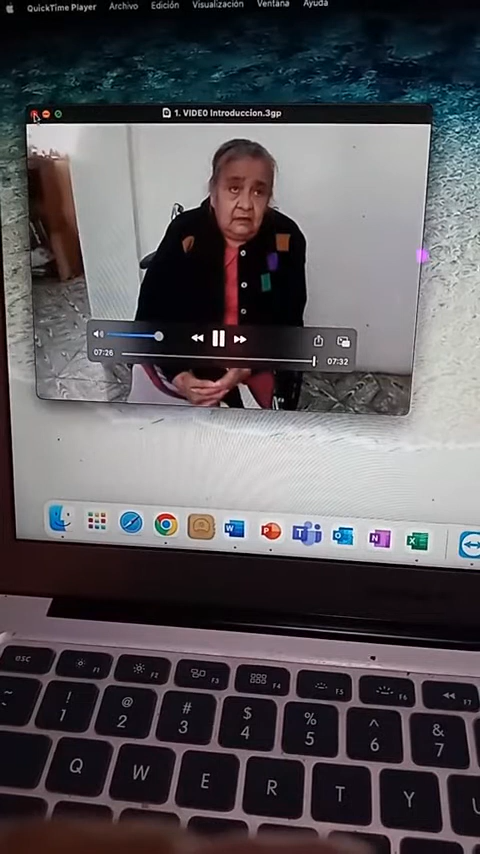 QuickTime Player Archivo Edición Visualización Ventana Ayuda
1. VIDEO Introduccion.3gp
07:26 07:32
W P T O N X
esc F1 F2 F3 F4 F5 F6 F7
~ ! 1 @ 2 # 3 $ 4 % 5 ^ 6 & 7
Q W E R T Y U